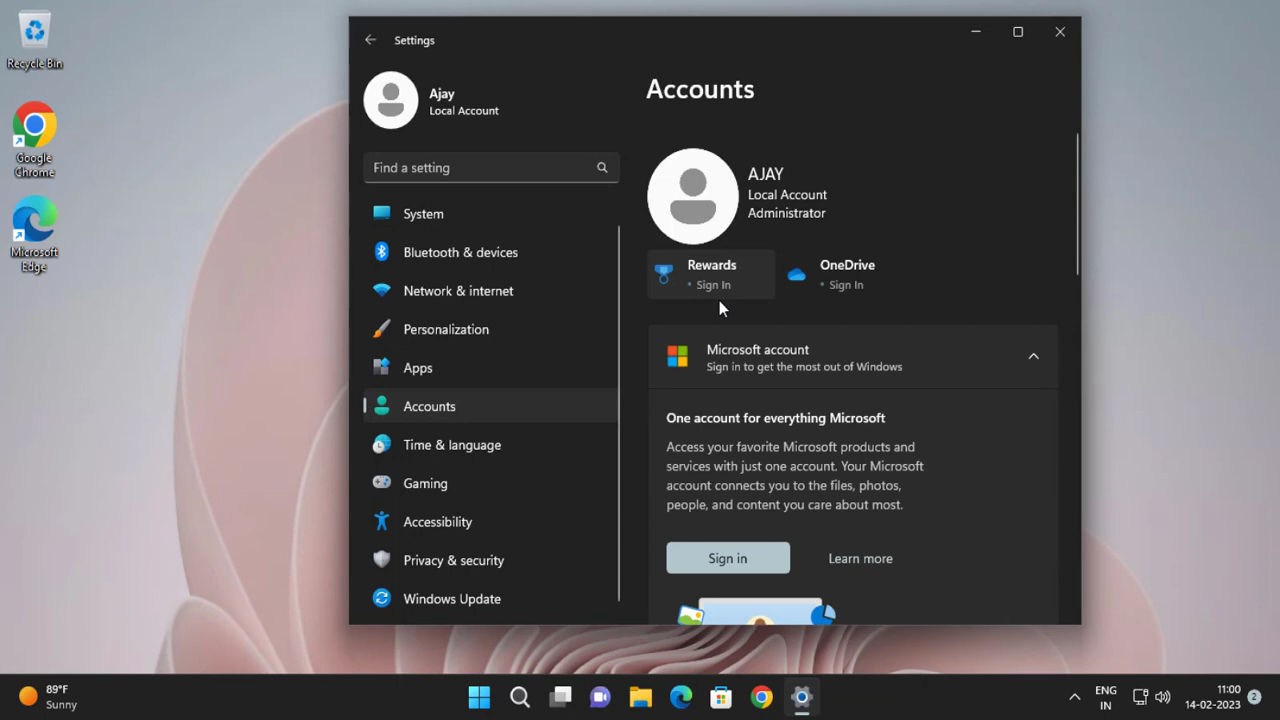 Recycle Bin
Google
Chrome
Microsoft
Edge
Settings
Ajay
Local Account
Find a setting
System
Bluetooth & devices
Network & internet
Personalization
Apps
Accounts
Time & language
Gaming
Accessibility
Privacy & security
Windows Update
Accounts
AJAY
Local Account
Administrator
Rewards
• Sign In
OneDrive
• Sign In
Microsoft account
Sign in to get the most out of Windows
One account for everything Microsoft
Access your favorite Microsoft products and
services with just one account. Your Microsoft
account connects you to the files, photos,
people, and content you care about most.
Sign in
Learn more
89°F
Sunny
ENG
IN
11:00
14-02-2023
2